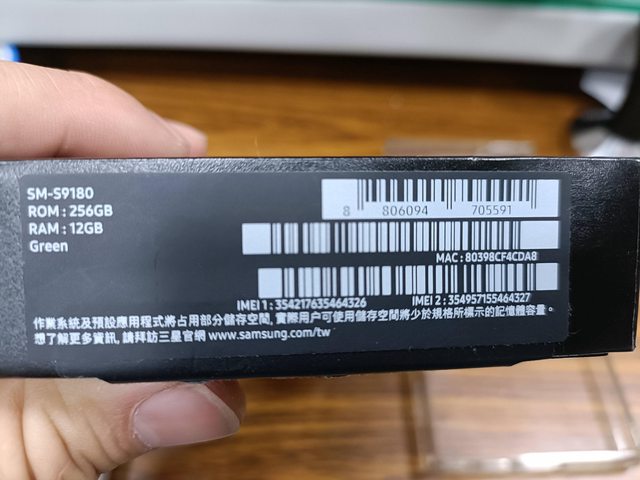 SM-S9180
ROM : 256GB
RAM : 12GB
Green
8 806094 705591
MAC : 80398CF4CDA8
IMEI 1 : 354217635464326 IMEI 2 : 354957155464327
作業系統及預設應用程式將占用部分儲存空間, 實際用戶可使用儲存空間將少於規格所標示的記憶體容量。
想了解更多資訊, 請拜訪三星官網 www.samsung.com/tw